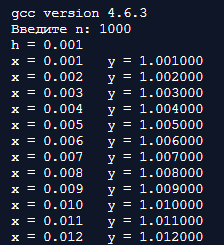 gcc version 4.6.3
Введите n: 1000
h = 0.001
x = 0.001 y = 1.001000
x = 0.002 y = 1.002000
x = 0.003 y = 1.003000
x = 0.004 y = 1.004000
x = 0.005 y = 1.005000
x = 0.006 y = 1.006000
x = 0.007 y = 1.007000
x = 0.008 y = 1.008000
x = 0.009 y = 1.009000
x = 0.010 y = 1.010000
x = 0.011 y = 1.011000
x = 0.012 y = 1.012000